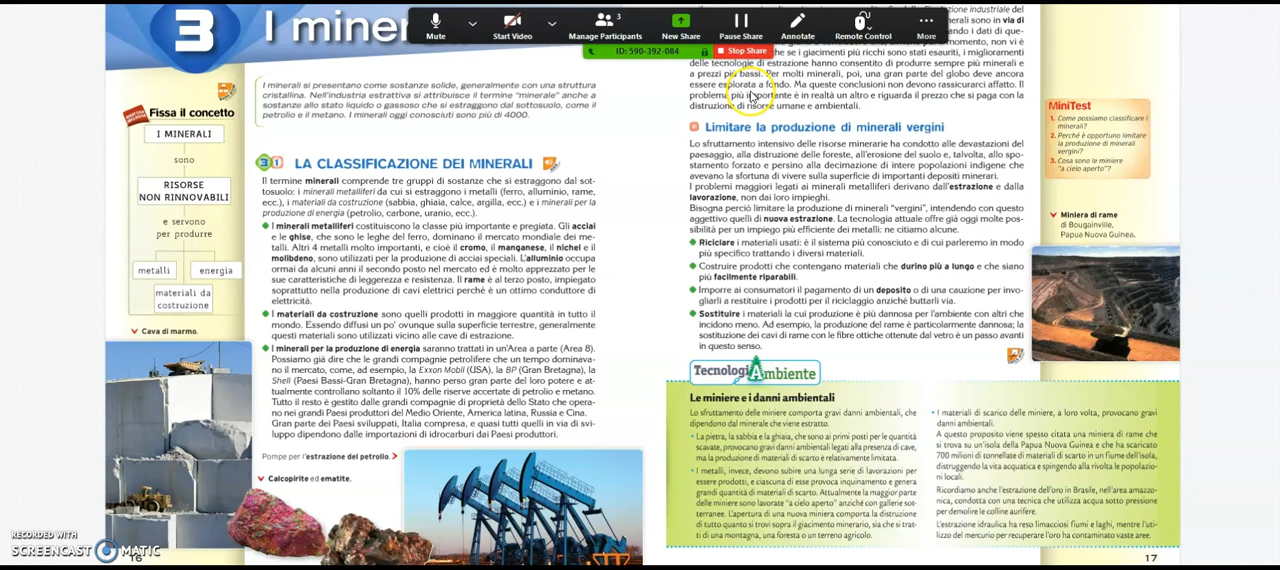 Mute
Start Video
Manage Participants
3
New Share
Pause Share
Annotate
Remote Control
More
ID: 590-392-084
Stop Share
3
I miner
I minerali si presentano come sostanze solide, generalmente con una struttura
cristallina. Nell'industria estrattiva si attribuisce il termine "minerale" anche a
sostanze allo stato liquido o gassoso che si estraggono dal sottosuolo, come il
petrolio e il metano. I minerali oggi conosciuti sono più di 4000.
Fissa il concetto
I MINERALI
sono
RISORSE
NON RINNOVABILI
e servono
per produrre
metalli
energia
materiali da
costruzione
Cava di marmo.
3 1 LA CLASSIFICAZIONE DEI MINERALI
Il termine minerali comprende tre gruppi di sostanze che si estraggono dal sot-
tosuolo: i minerali metalliferi da cui si estraggono i metalli (ferro, alluminio, rame,
ecc.), i materiali da costruzione (sabbia, ghiaia, calce, argilla, ecc.) e i minerali per la
produzione di energia (petrolio, carbone, uranio, ecc.).
I minerali metalliferi costituiscono la classe più importante e pregiata. Gli acciai
e le ghise, che sono le leghe del ferro, dominano il mercato mondiale dei me-
talli. Altri 4 metalli molto importanti, e cioè il cromo, il manganese, il nichel e il
molibdeno, sono utilizzati per la produzione di acciai speciali. L'alluminio occupa
ormai da alcuni anni il secondo posto nel mercato ed è molto apprezzato per le
sue caratteristiche di leggerezza e resistenza. Il rame è al terzo posto, impiegato
soprattutto nella produzione di cavi elettrici perché è un ottimo conduttore di
elettricità.
I materiali da costruzione sono quelli prodotti in maggiore quantità in tutto il
mondo. Essendo diffusi un po' ovunque sulla superficie terrestre, generalmente
questi materiali sono utilizzati vicino alle cave di estrazione.
I minerali per la produzione di energia saranno trattati in un'Area a parte (Area 8).
Possiamo già dire che le grandi compagnie petrolifere che un tempo dominava-
no il mercato, come, ad esempio, la Exxon Mobil (USA), la BP (Gran Bretagna), la
Shell (Paesi Bassi-Gran Bretagna), hanno perso gran parte del loro potere e at-
tualmente controllano soltanto il 10% delle riserve accertate di petrolio e metano.
Tutto il resto è gestito dalle grandi compagnie di proprietà dello Stato che opera-
no nei grandi Paesi produttori del Medio Oriente, America latina, Russia e Cina.
Gran parte dei Paesi sviluppati, Italia compresa, e quasi tutti quelli in via di svi-
luppo dipendono dalle importazioni di idrocarburi dai Paesi produttori.
Pompe per l'estrazione del petrolio.
Calcopirite ed ematite.
16
industriale del
nerali sono in via di
ando i dati di que-
momento, non vi è
che se i giacimenti più ricchi sono stati esauriti, i miglioramenti
delle tecnologie di estrazione hanno consentito di produrre sempre più minerali e
a prezzi più bassi. Per molti minerali, poi, una gran parte del globo deve ancora
essere esplorata a fondo. Ma queste conclusioni non devono rassicurarci affatto. Il
problema più importante è in realtà un altro e riguarda il prezzo che si paga con la
distruzione di risorse umane e ambientali.
Limitare la produzione di minerali vergini
Lo sfruttamento intensivo delle risorse minerarie ha condotto alle devastazioni del
paesaggio, alla distruzione delle foreste, all'erosione del suolo e, talvolta, allo spo-
stamento forzato e persino alla decimazione di intere popolazioni indigene che
avevano la sfortuna di vivere sulla superficie di importanti depositi minerari.
I problemi maggiori legati ai minerali metalliferi derivano dall'estrazione e dalla
lavorazione, non dai loro impieghi.
Bisogna perciò limitare la produzione di minerali "vergini", intendendo con questo
aggettivo quelli di nuova estrazione. La tecnologia attuale offre già oggi molte pos-
sibilità per un impiego più efficiente dei metalli: ne citiamo alcune.
Riciclare i materiali usati: è il sistema più conosciuto e di cui parleremo in modo
più specifico trattando i diversi materiali.
Costruire prodotti che contengano materiali che durino più a lungo e che siano
più facilmente riparabili.
Imporre ai consumatori il pagamento di un deposito o di una cauzione per invo-
gliarli a restituire i prodotti per il riciclaggio anziché buttarli via.
Sostituire i materiali la cui produzione è più dannosa per l'ambiente con altri che
incidono meno. Ad esempio, la produzione del rame è particolarmente dannosa; la
sostituzione dei cavi di rame con le fibre ottiche ottenute dal vetro è un passo avanti
in questo senso.
MiniTest
1. Come possiamo classificare i
minerali?
2. Perché è opportuno limitare
la produzione di minerali
vergini?
3. Cosa sono le miniere
"a cielo aperto"?
Miniera di rame
di Bougainville,
Papua Nuova Guinea.
TecnologiAmbiente
Le miniere e i danni ambientali
Lo sfruttamento delle miniere comporta gravi danni ambientali, che
dipendono dal minerale che viene estratto.
• La pietra, la sabbia e la ghiaia, che sono ai primi posti per le quantità
scavate, provocano gravi danni ambientali legati alla presenza di cave,
ma la produzione di materiali di scarto è relativamente limitata.
• I metalli, invece, devono subire una lunga serie di lavorazioni per
essere prodotti, e ciascuna di esse provoca inquinamento e genera
grandi quantità di materiali di scarto. Attualmente la maggior parte
delle miniere sono lavorate "a cielo aperto" anziché con gallerie sot-
terranee. L'apertura di una nuova miniera comporta la distruzione
di tutto quanto si trovi sopra il giacimento minerario, sia che si trat-
ti di una montagna, una foresta o un terreno agricolo.
• I materiali di scarico delle miniere, a loro volta, provocano gravi
danni ambientali.
A questo proposito viene spesso citata una miniera di rame che
si trova su un'isola della Papua Nuova Guinea e che ha scaricato
700 milioni di tonnellate di materiali di scarto in un fiume dell'isola,
distruggendo la vita acquatica e spingendo alla rivolta le popolazio-
ni locali.
Ricordiamo anche l'estrazione dell'oro in Brasile, nell'area amazzo-
nica, condotta con una tecnica che utilizza acqua sotto pressione
per demolire le colline aurifere.
L'estrazione idraulica ha reso limacciosi fiumi e laghi, mentre l'uti-
lizzo del mercurio per recuperare l'oro ha contaminato vaste aree.
17
RECORDED WITH
SCREENCAST MATIC